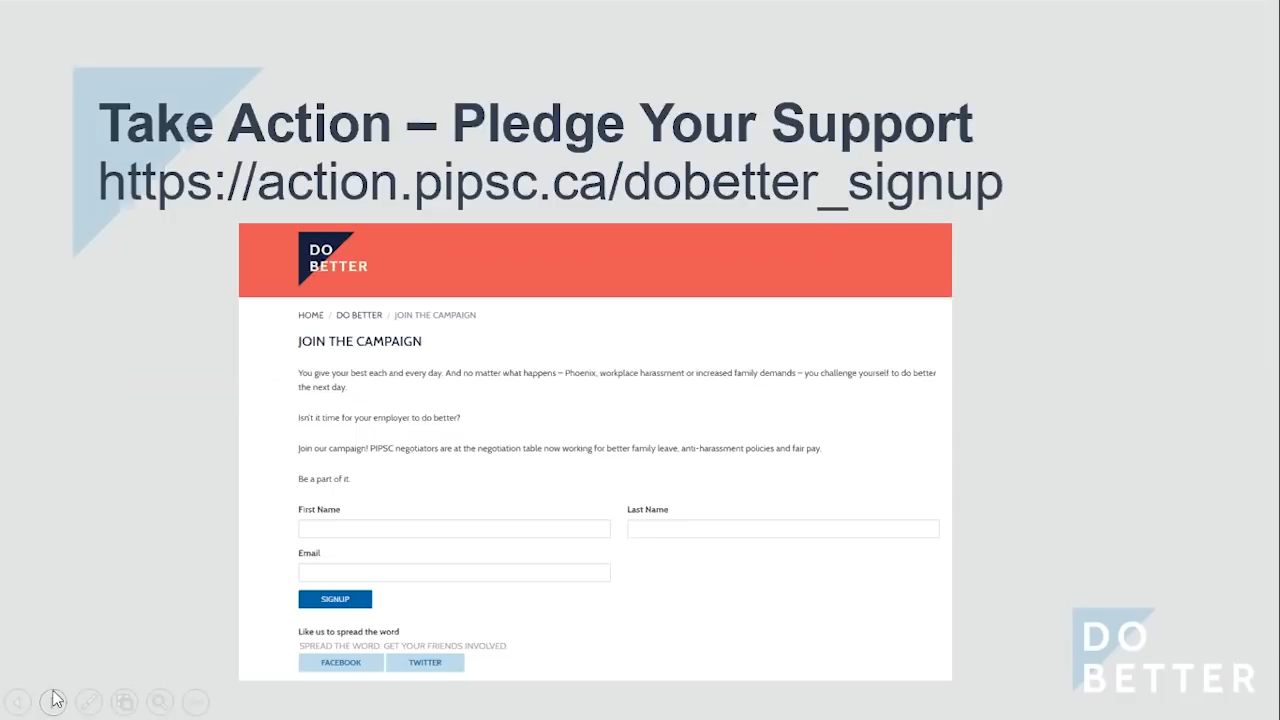 Take Action – Pledge Your Support
https://action.pipsc.ca/dobetter_signup
DO
BETTER
HOME / DO BETTER / JOIN THE CAMPAIGN
JOIN THE CAMPAIGN
You give your best each and every day. And no matter what happens – Phoenix, workplace harassment or increased family demands – you challenge yourself to do better
the next day.
Isn't it time for your employer to do better?
Join our campaign! PIPSC negotiators are at the negotiation table now working for better family leave, anti-harassment policies and fair pay.
Be a part of it.
First Name Last Name
Email
SIGNUP
Like us to spread the word
SPREAD THE WORD. GET YOUR FRIENDS INVOLVED.
FACEBOOK TWITTER
DO
BETTER